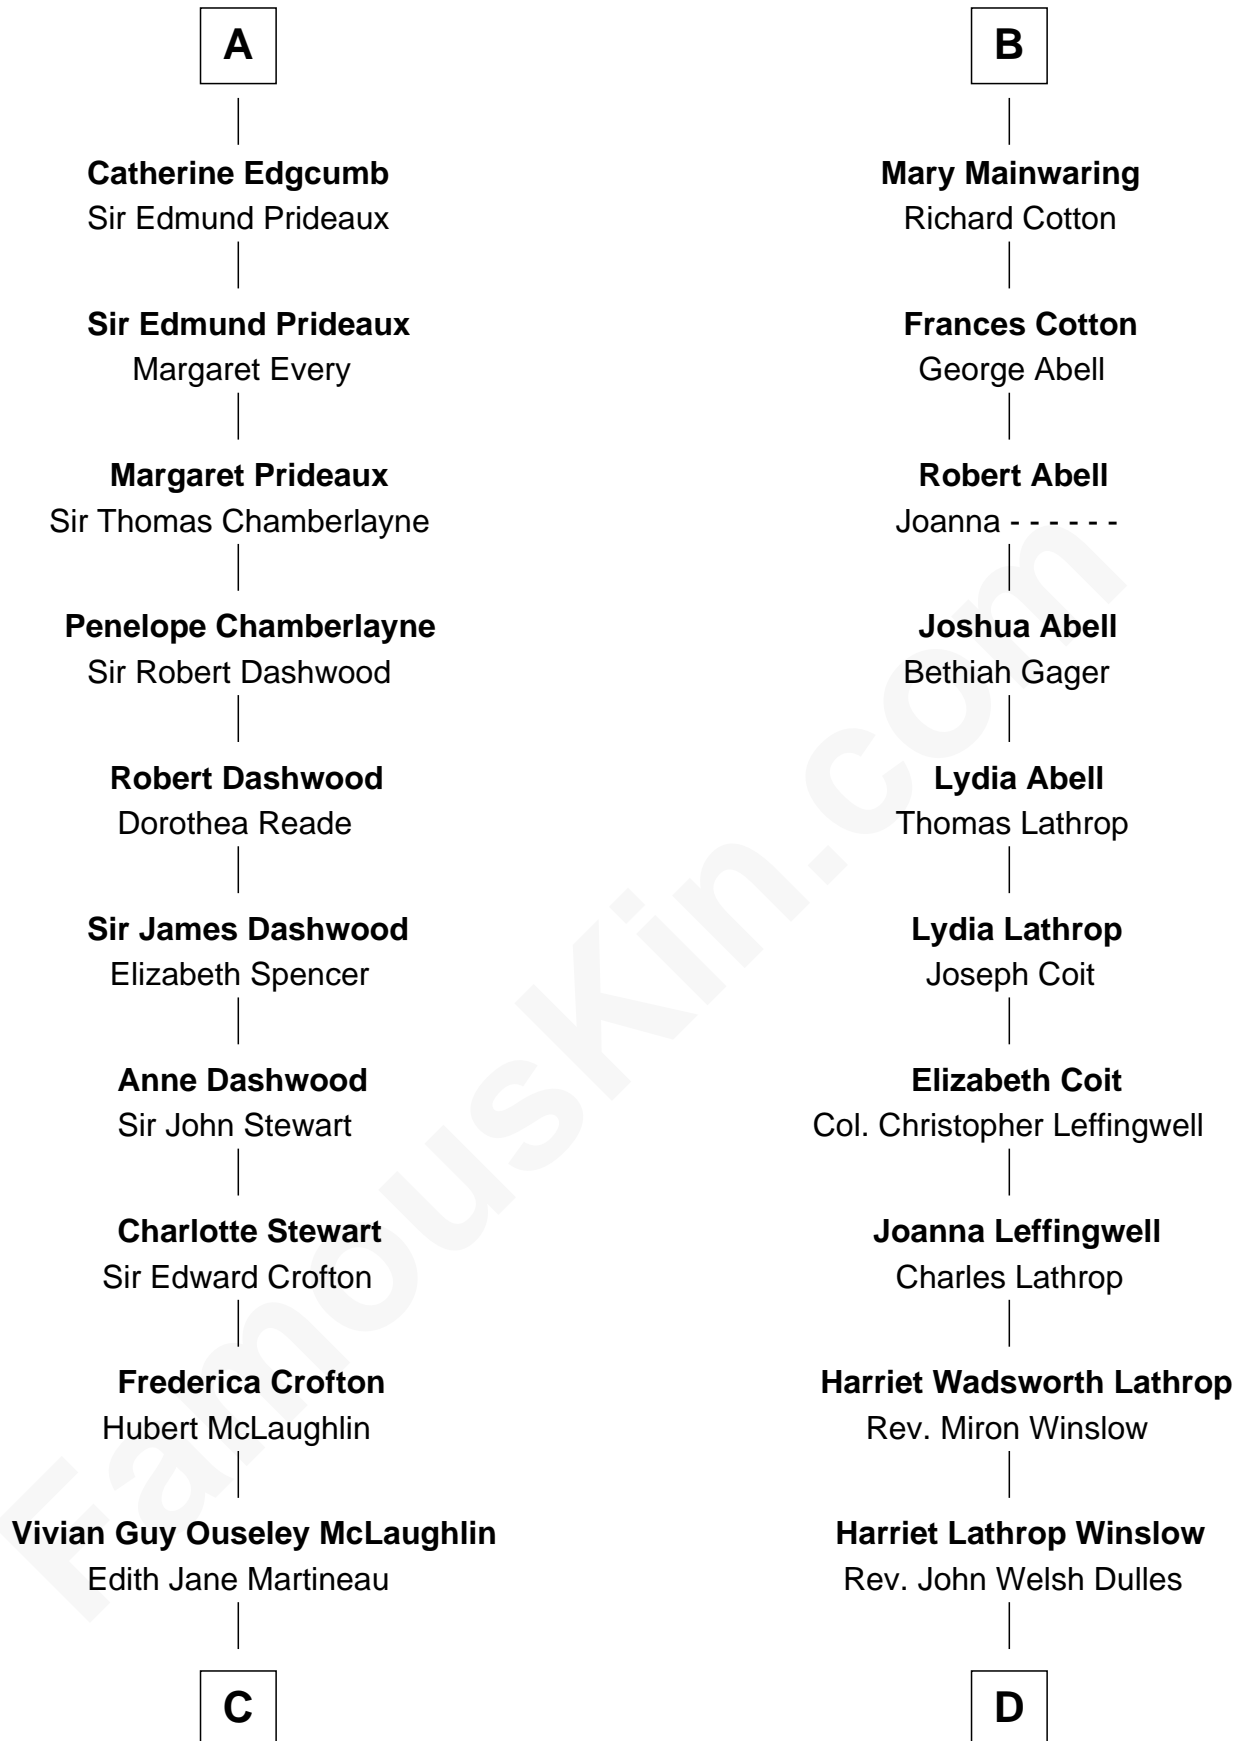 A
Catherine Edgcumb
Sir Edmund Prideaux
Sir Edmund Prideaux
Margaret Every
Margaret Prideaux
Sir Thomas Chamberlayne
Penelope Chamberlayne
Sir Robert Dashwood
Robert Dashwood
Dorothea Reade
Sir James Dashwood
Elizabeth Spencer
Anne Dashwood
Sir John Stewart
Charlotte Stewart
Sir Edward Crofton
Frederica Crofton
Hubert McLaughlin
Vivian Guy Ouseley McLaughlin
Edith Jane Martineau
C
B
Mary Mainwaring
Richard Cotton
Frances Cotton
George Abell
Robert Abell
Joanna - - - - - -
Joshua Abell
Bethiah Gager
Lydia Abell
Thomas Lathrop
Lydia Lathrop
Joseph Coit
Elizabeth Coit
Col. Christopher Leffingwell
Joanna Leffingwell
Charles Lathrop
Harriet Wadsworth Lathrop
Rev. Miron Winslow
Harriet Lathrop Winslow
Rev. John Welsh Dulles
D
FamousKin.com